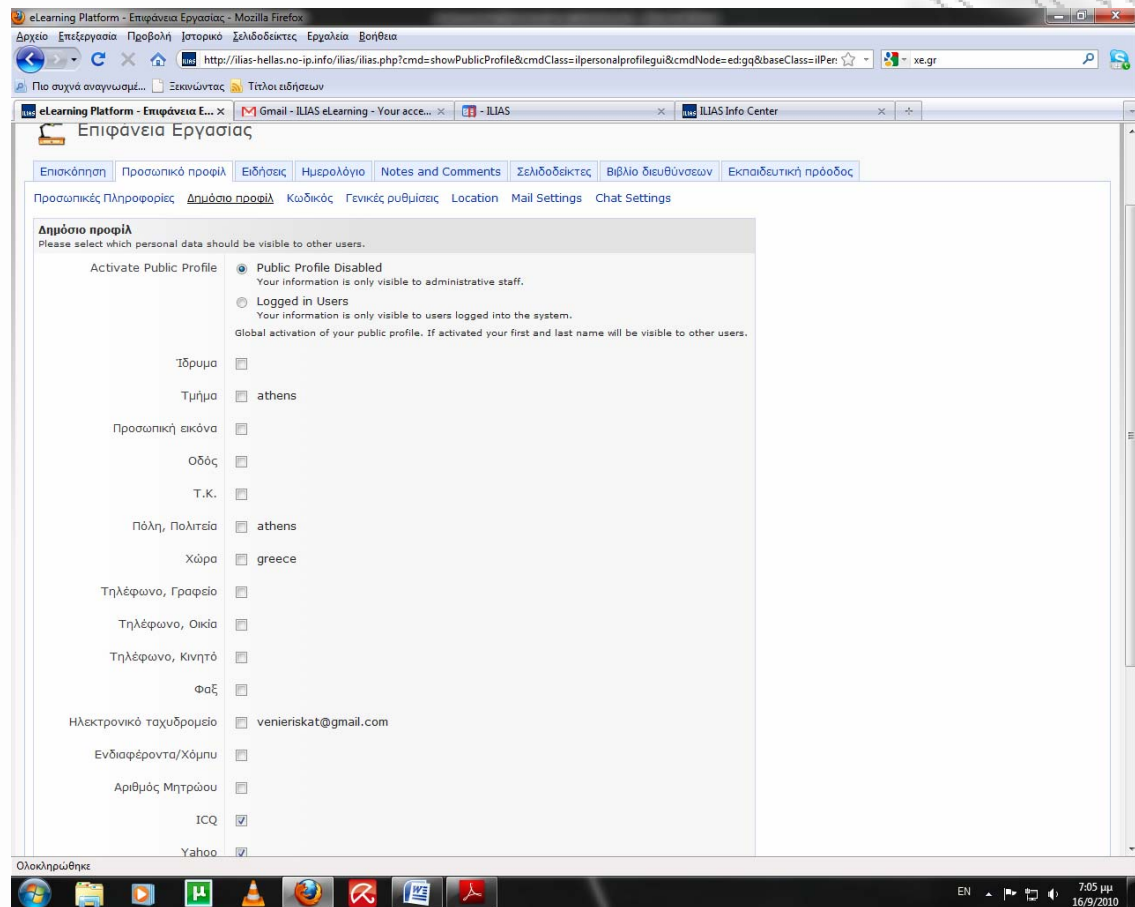 eLearning Platform - Επιφάνεια Εργασίας - Mozilla Firefox
Αρχείο Επεξεργασία Προβολή Ιστορικό Σελιδοδείκτες Εργαλεία Βοήθεια
http://ilias-hellas.no-ip.info/ilias/ilias.php?cmd=showPublicProfile&cmdClass=ilpersonalprofilegui&cmdNode=ed:gq&baseClass=ilPer: xe.gr
Πιο συχνά αναγνωσμέ... Ξεκινώντας Τίτλοι ειδήσεων
eLearning Platform - Επιφάνεια Ε... Gmail - ILIAS eLearning - Your acce... - ILIAS ILIAS Info Center
Επιφάνεια Εργασίας
Επισκόπηση Προσωπικό προφίλ Ειδήσεις Ημερολόγιο Notes and Comments Σελιδοδείκτες Βιβλίο διευθύνσεων Εκπαιδευτική πρόοδος
Προσωπικές Πληροφορίες Δημόσιο προφίλ Κωδικός Γενικές ρυθμίσεις Location Mail Settings Chat Settings
Δημόσιο προφίλ
Please select which personal data should be visible to other users.
Activate Public Profile Public Profile Disabled
Your information is only visible to administrative staff.
Logged in Users
Your information is only visible to users logged into the system.
Global activation of your public profile. If activated your first and last name will be visible to other users.
Ίδρυμα
Τμήμα athens
Προσωπική εικόνα
Οδός
Τ.Κ.
Πόλη, Πολιτεία athens
Χώρα greece
Τηλέφωνο, Γραφείο
Τηλέφωνο, Οικία
Τηλέφωνο, Κινητό
Φαξ
Ηλεκτρονικό ταχυδρομείο venieriskat@gmail.com
Ενδιαφέροντα/Χόμπυ
Αριθμός Μητρώου
ICQ
Yahoo
Ολοκληρώθηκε
EN 7:05 μμ
16/9/2010